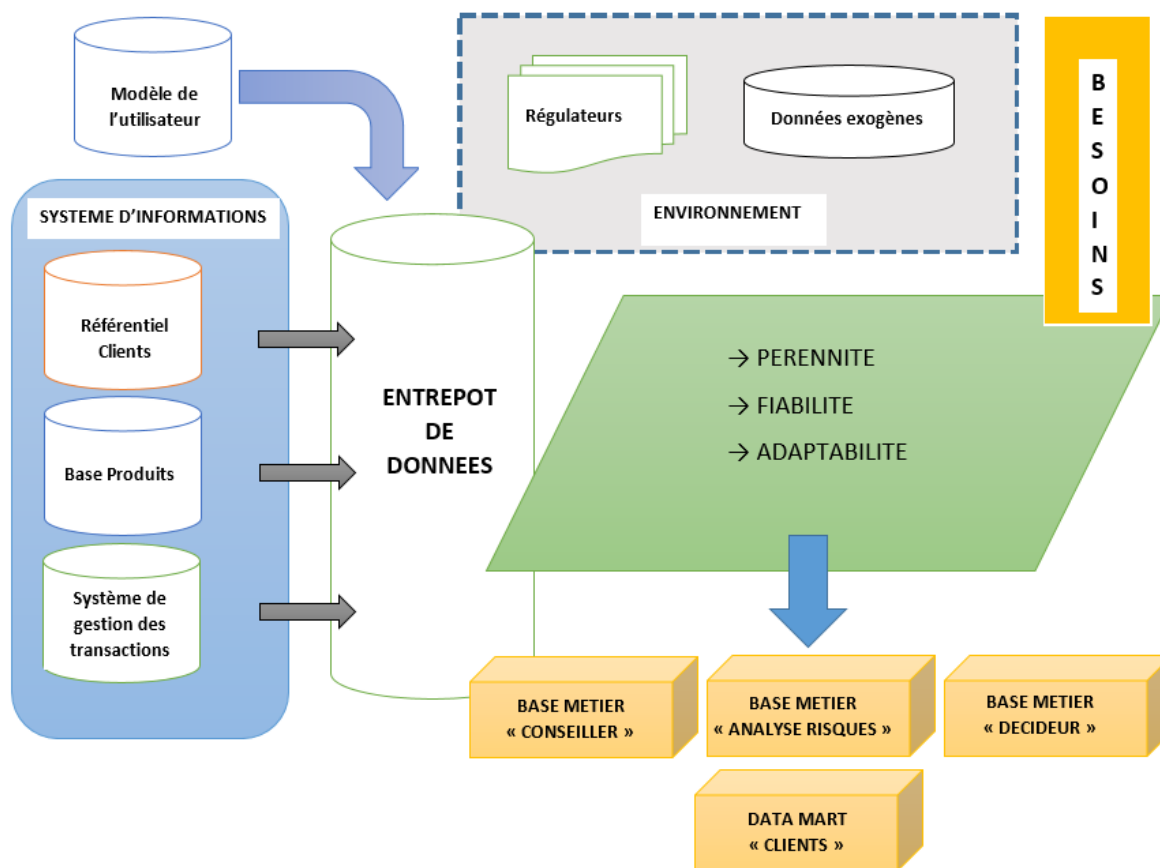 Modèle de
l'utilisateur
Régulateurs
Données exogènes
ENVIRONNEMENT
B
E
S
O
I
N
S
SYSTEME D'INFORMATIONS
Référentiel
Clients
Base Produits
Système de
gestion des
transactions
ENTREPOT
DE
DONNEES
→ PERENNITE
→ FIABILITE
→ ADAPTABILITE
BASE METIER
« CONSEILLER »
BASE METIER
« ANALYSE RISQUES »
BASE METIER
« DECIDEUR »
DATA MART
« CLIENTS »